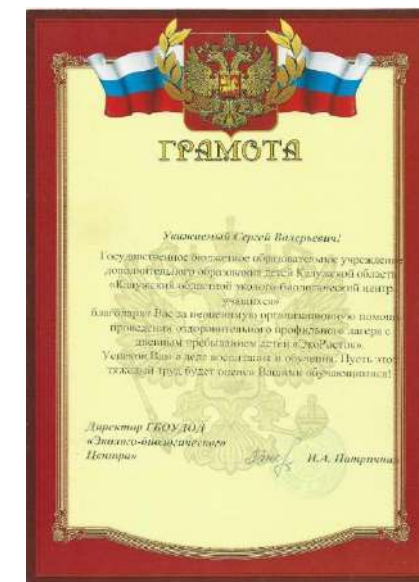 ГРАМОТА
Уважаемый Сергей Валерьевич!
Государственное бюджетное образовательное учреждение
дополнительного образования детей Калужской области
«Калужский областной эколого-биологический центр
учащихся»
благодарит Вас за неоценимую организационную помощь
проведения оздоровительного профильного лагеря с
дневным пребыванием детей «ЭкоРосток».
Успехов Вам в деле воспитания и обучения. Пусть этот
тяжелый труд будет оценен Вашими обучающимися!
Директор ГБОУДОД
«Эколого-биологического
Центра»
И.А.